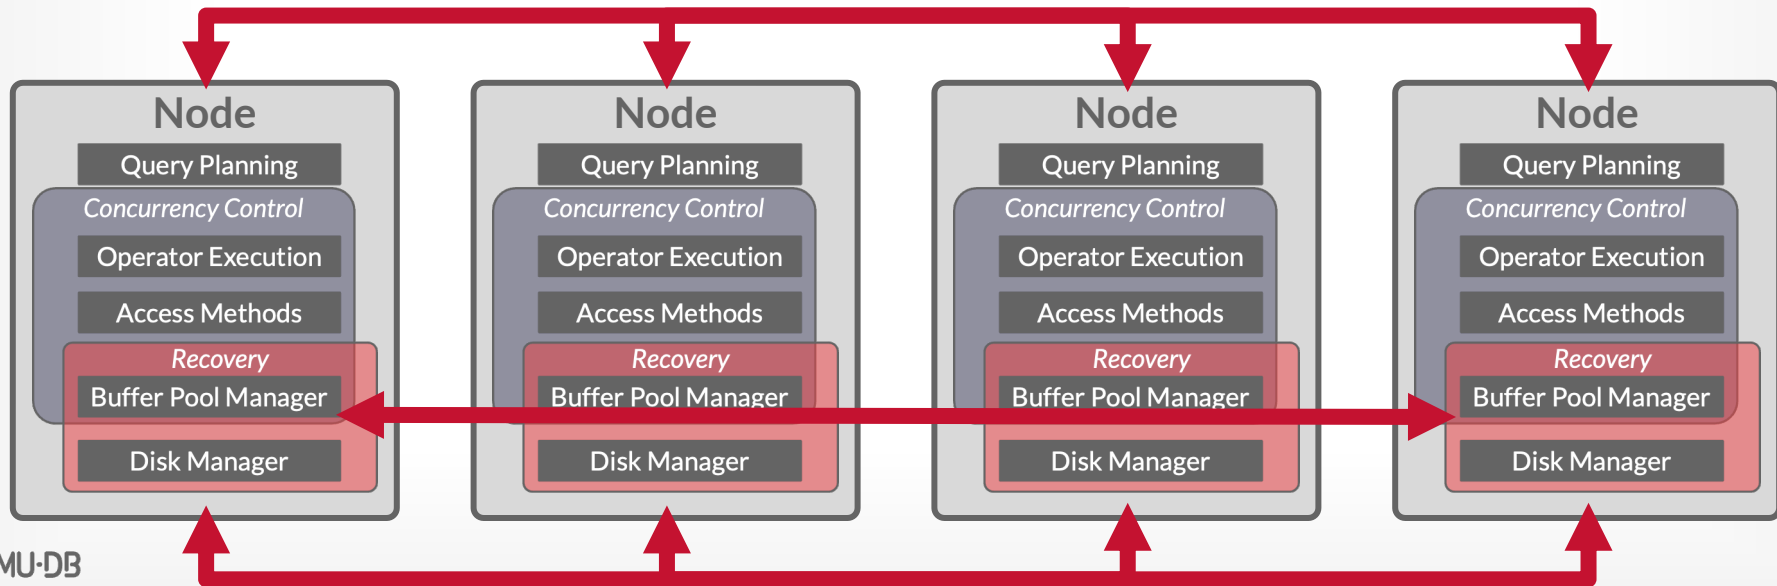 Node
Query Planning
Concurrency Control
Operator Execution
Access Methods
Recovery
Buffer Pool Manager
Disk Manager
Node
Query Planning
Concurrency Control
Operator Execution
Access Methods
Recovery
Buffer Pool Manager
Disk Manager
Node
Query Planning
Concurrency Control
Operator Execution
Access Methods
Recovery
Buffer Pool Manager
Disk Manager
Node
Query Planning
Concurrency Control
Operator Execution
Access Methods
Recovery
Buffer Pool Manager
Disk Manager
MU·DB